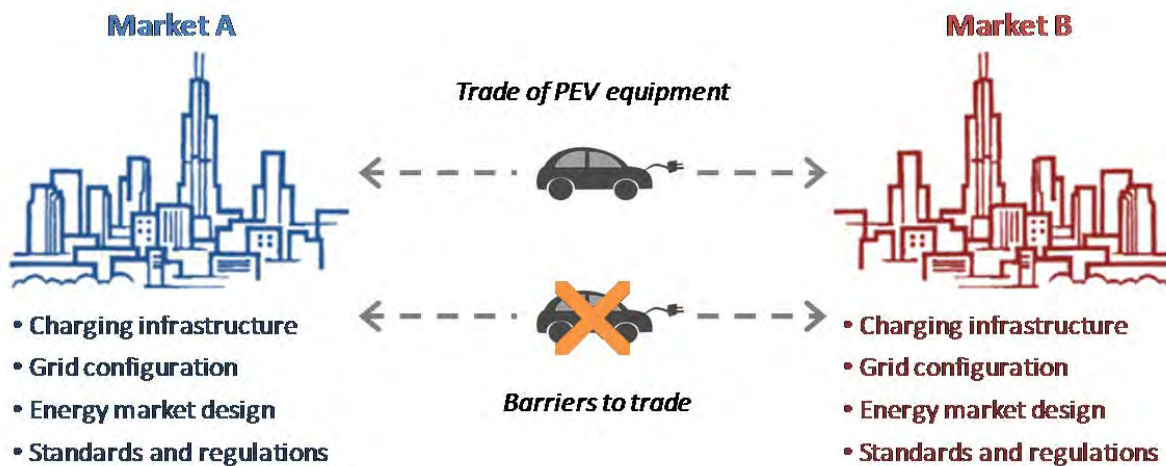 Market A
Market B
Trade of PEV equipment
Barriers to trade
• Charging infrastructure
• Grid configuration
• Energy market design
• Standards and regulations
• Charging infrastructure
• Grid configuration
• Energy market design
• Standards and regulations